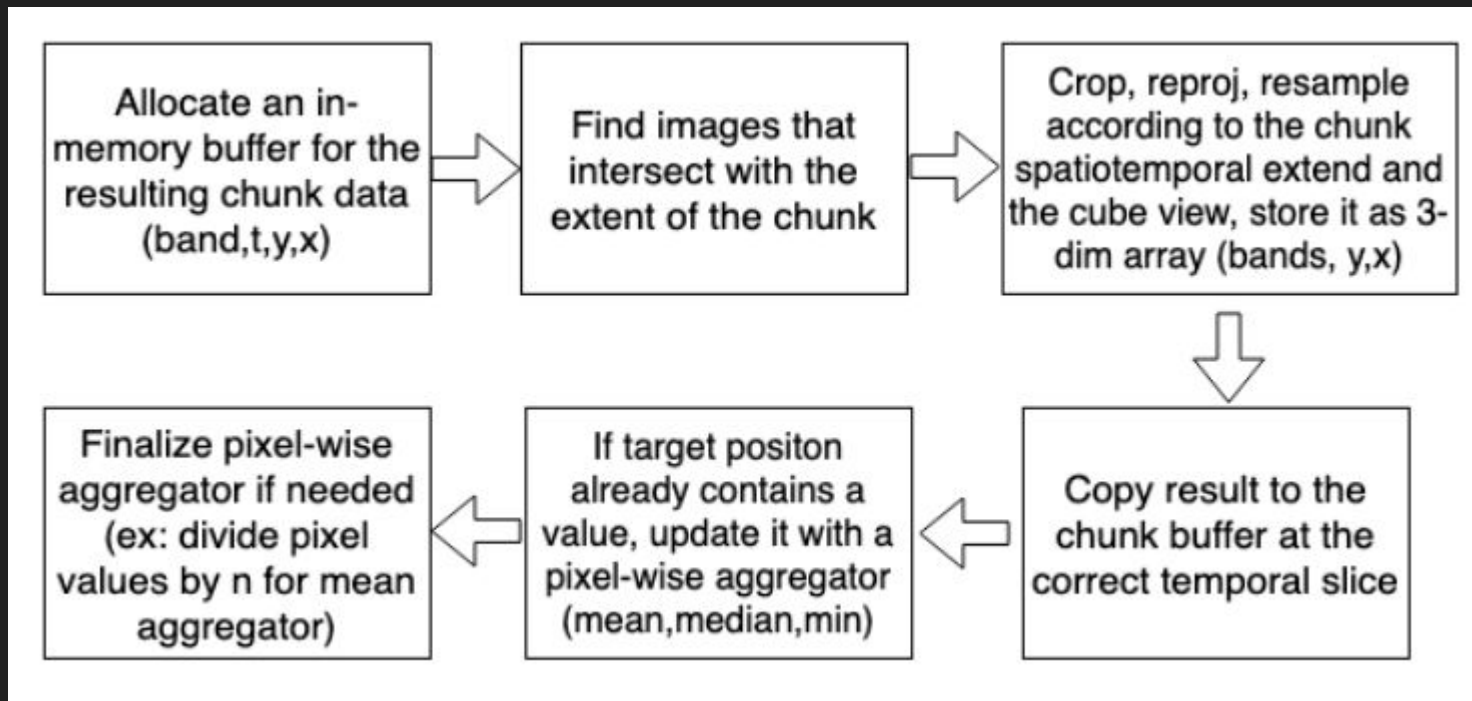 Allocate an in-
memory buffer for the
resulting chunk data
(band,t,y,x)
Find images that
intersect with the
extent of the chunk
Crop, reproj, resample
according to the chunk
spatiotemporal extend and
the cube view, store it as 3-
dim array (bands, y,x)
Copy result to the
chunk buffer at the
correct temporal slice
If target positon
already contains a
value, update it with a
pixel-wise aggregator
(mean,median,min)
Finalize pixel-wise
aggregator if needed
(ex: divide pixel
values by n for mean
aggregator)